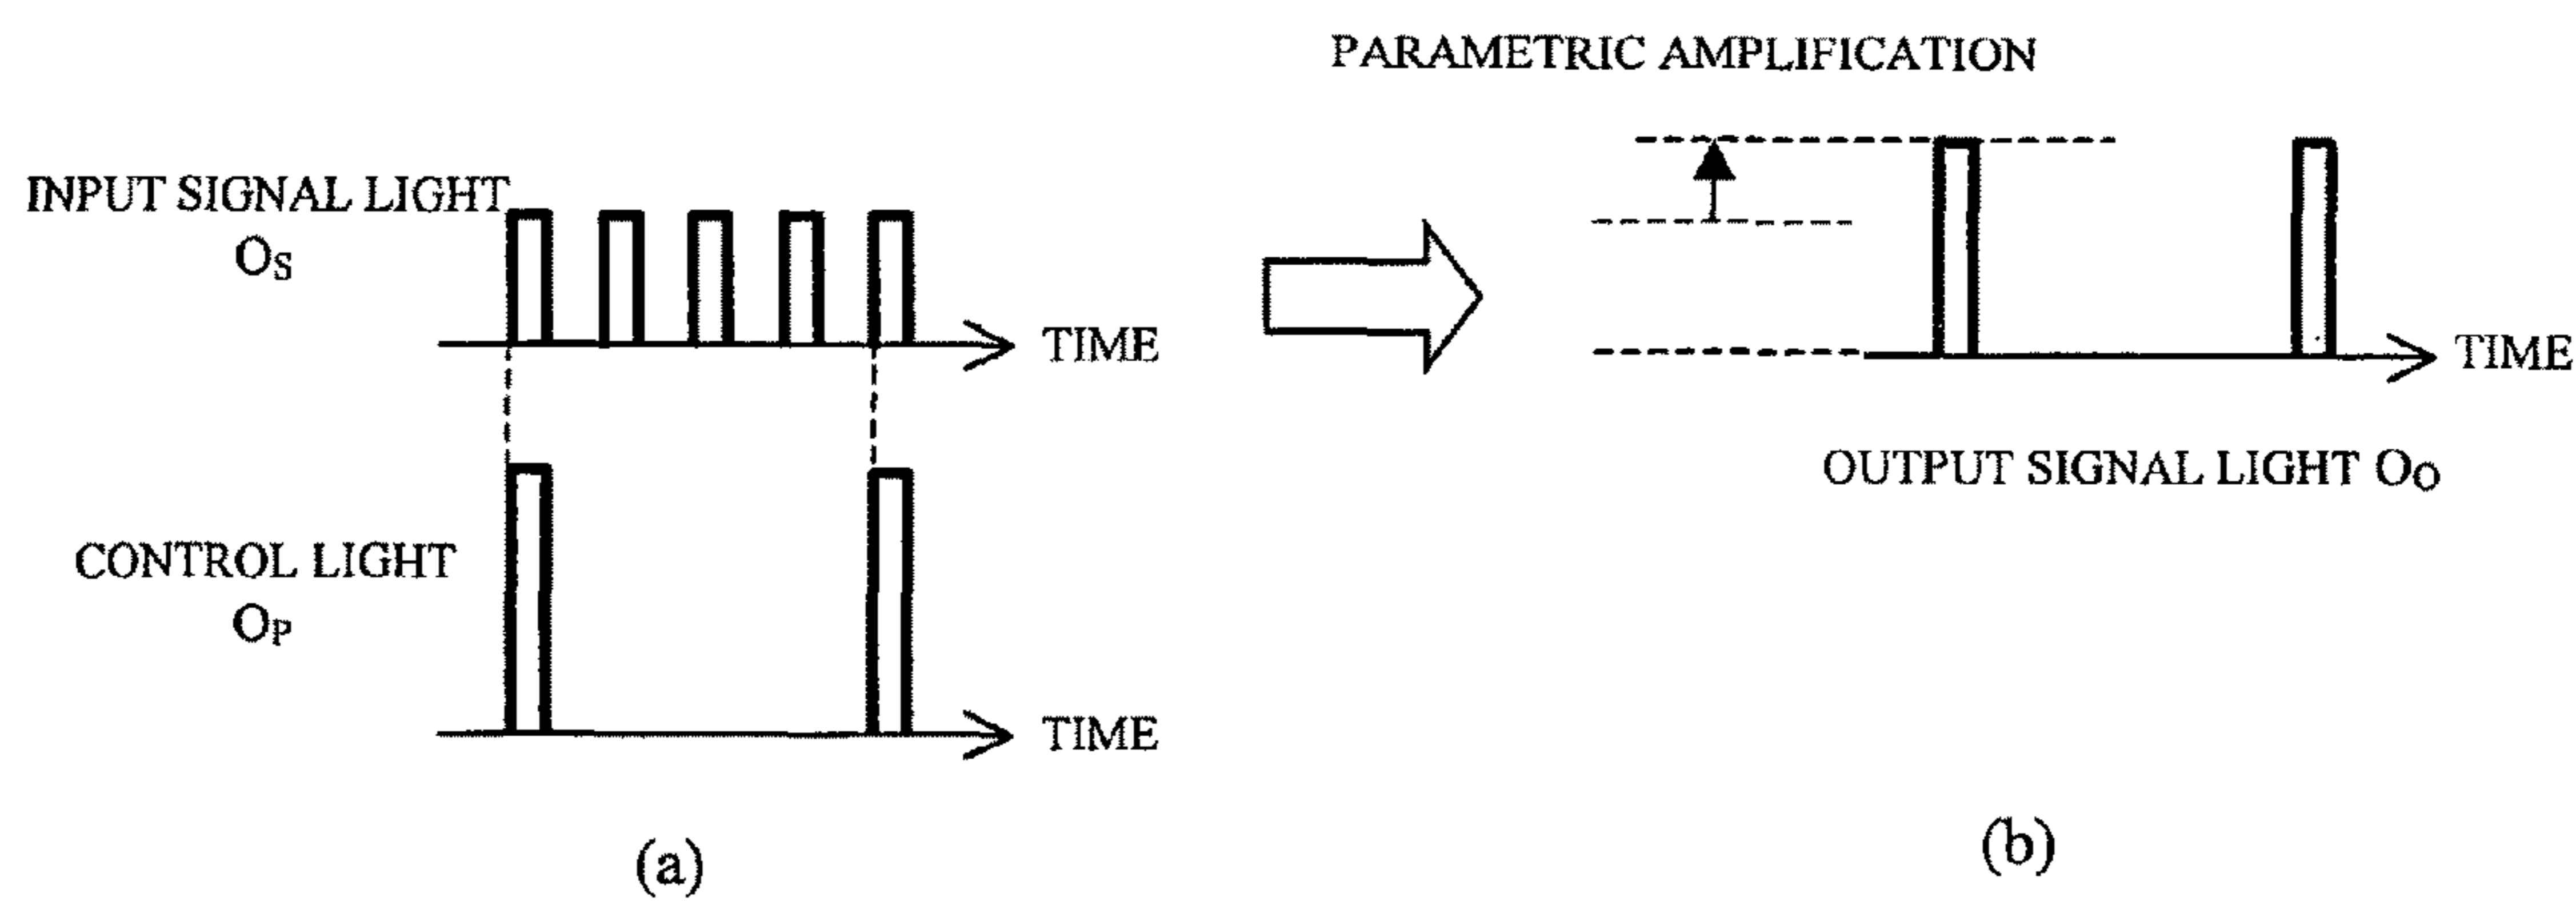 PARAMETRIC AMPLIFICATION
INPUT SIGNAL LIGHT
OS
TIME
TIME
OUTPUT SIGNAL LIGHT OO
CONTROL LIGHT
OP
TIME
(a)
(b)